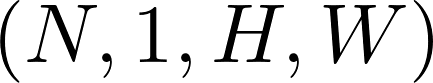 (N, 1, H, W)